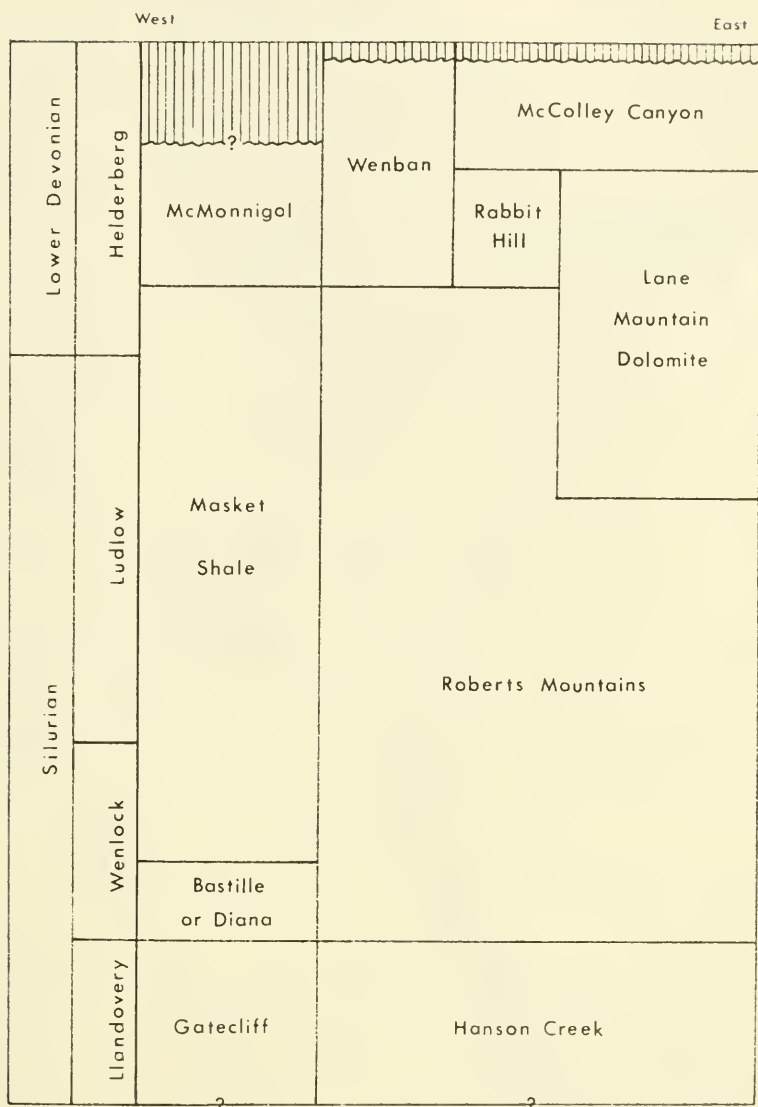 West
East
Lower Devonian
Helderberg
?
McMonnigal
Wenban
McColley Canyon
Rabbit
Hill
Lane
Mountain
Dolomite
Silurian
Ludlow
Masket
Shale
Roberts Mountains
Wenlock
Bastille
or Diana
Llandovery
Gatecliff
Hanson Creek
?
?